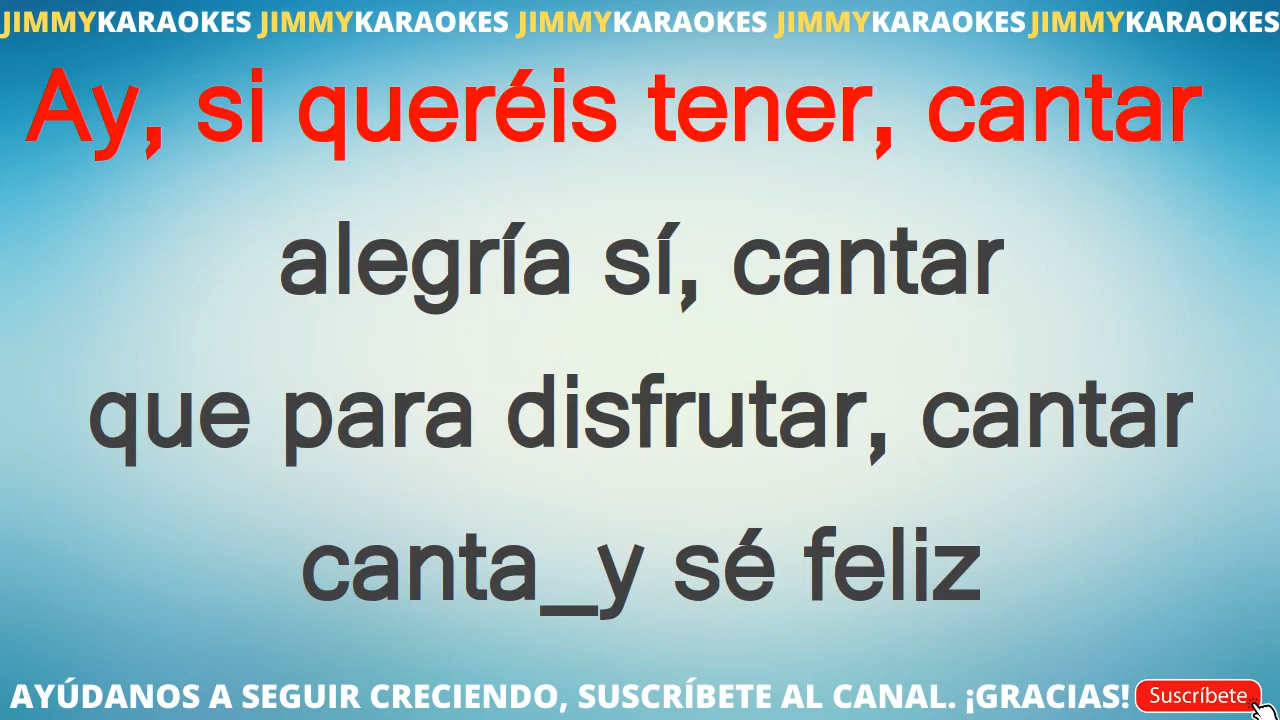 JIMMYKARAOKES JIMMYKARAOKES JIMMYKARAOKES JIMMYKARAOKES JIMMYKARAOKES
Ay, si queréis tener, cantar
alegría sí, cantar
que para disfrutar, cantar
canta_y sé feliz
AYÚDANOS A SEGUIR CRECIENDO, SUSCRÍBETE AL CANAL. ¡GRACIAS! Suscríbete